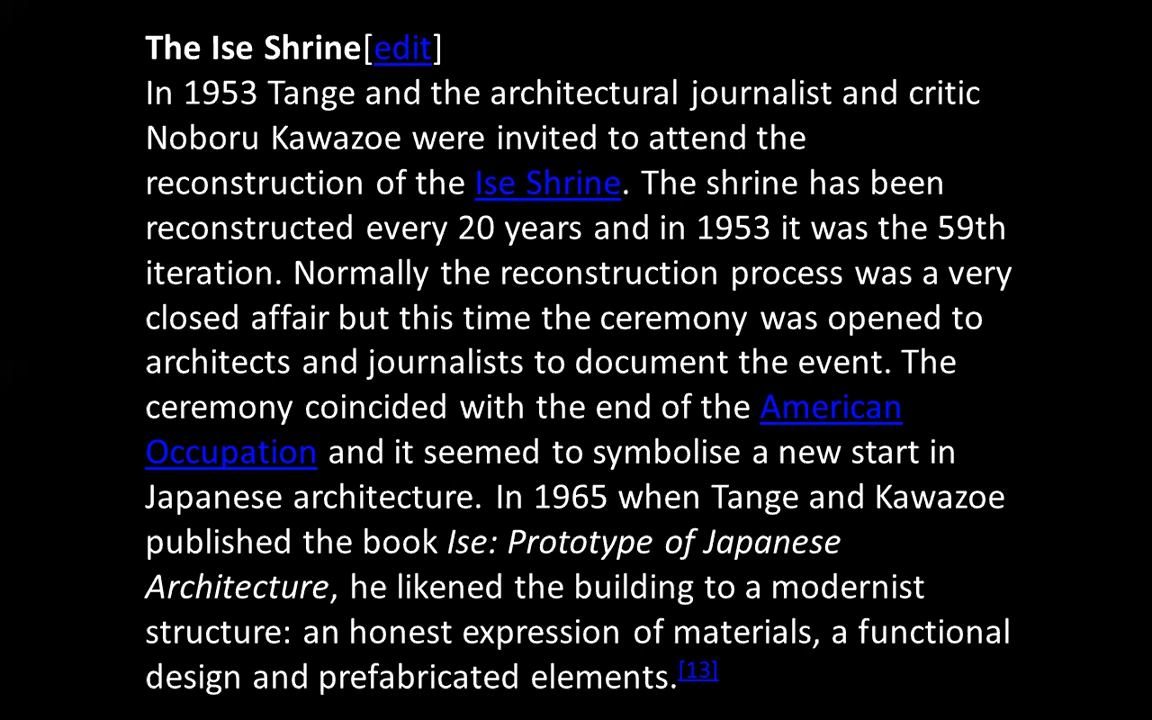 The Ise Shrine[edit]
In 1953 Tange and the architectural journalist and critic
Noboru Kawazoe were invited to attend the
reconstruction of the Ise Shrine. The shrine has been
reconstructed every 20 years and in 1953 it was the 59th
iteration. Normally the reconstruction process was a very
closed affair but this time the ceremony was opened to
architects and journalists to document the event. The
ceremony coincided with the end of the American
Occupation and it seemed to symbolise a new start in
Japanese architecture. In 1965 when Tange and Kawazoe
published the book Ise: Prototype of Japanese
Architecture, he likened the building to a modernist
structure: an honest expression of materials, a functional
design and prefabricated elements.[13]